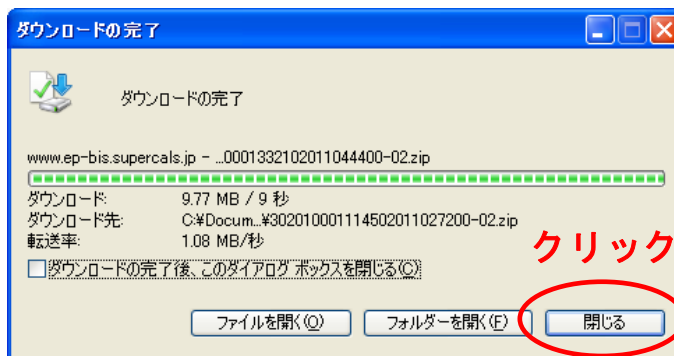 ダウンロードの完了
ダウンロードの完了
www.ep-bis.supercals.jp - ...0001332102011044400-02.zip
ダウンロード: 9.77 MB / 9 秒
ダウンロード先: C:¥Docum...¥302010001114502011027200-02.zip
転送率: 1.08 MB/秒
クリック
ダウンロードの完了後、このダイアログ ボックスを閉じる(C)
ファイルを開く(O) フォルダーを開く(F) 閉じる